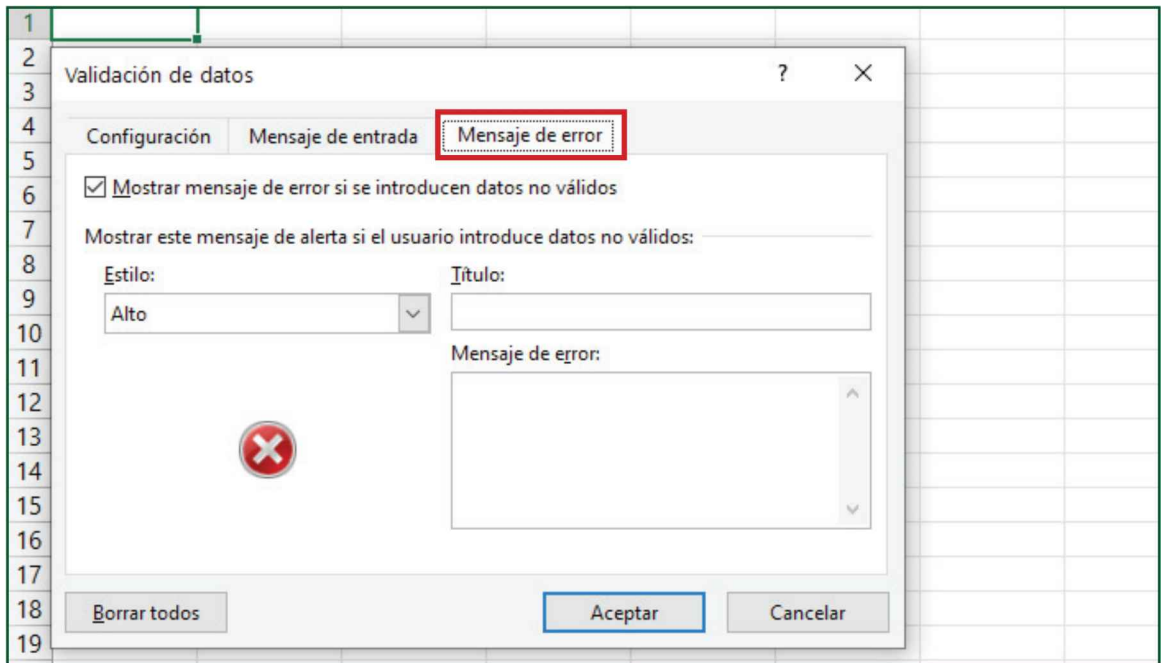 1
2
Validación de datos ?
3
4
Configuración Mensaje de entrada Mensaje de error
5
6
Mostrar mensaje de error si se introducen datos no válidos
7
Mostrar este mensaje de alerta si el usuario introduce datos no válidos:
8
Estilo: Título:
9
Alto
10
Mensaje de error:
11
12
13
14
15
16
17
18
Borrar todos Aceptar Cancelar
19